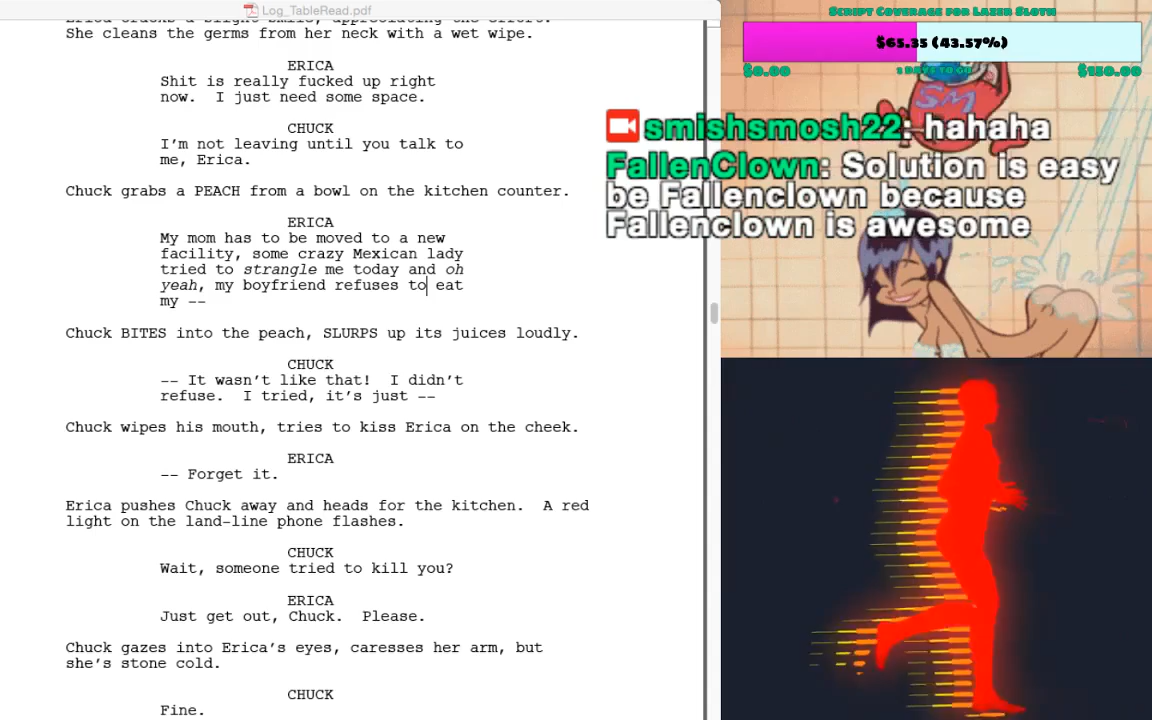 Log_TableRead.pdf
She cleans the germs from her neck with a wet wipe.
ERICA
Shit is really fucked up right
now.  I just need some space.
CHUCK
I'm not leaving until you talk to
me, Erica.
Chuck grabs a PEACH from a bowl on the kitchen counter.
ERICA
My mom has to be moved to a new
facility, some crazy Mexican lady
tried to strangle me today and oh
yeah, my boyfriend refuses to eat
my --
Chuck BITES into the peach, SLURPS up its juices loudly.
CHUCK
-- It wasn't like that!  I didn't
refuse.  I tried, it's just --
Chuck wipes his mouth, tries to kiss Erica on the cheek.
ERICA
-- Forget it.
Erica pushes Chuck away and heads for the kitchen.  A red
light on the land-line phone flashes.
CHUCK
Wait, someone tried to kill you?
ERICA
Just get out, Chuck.  Please.
Chuck gazes into Erica's eyes, caresses her arm, but
she's stone cold.
CHUCK
Fine.
Script Coverage for Lazer Sloth
$65.35 (43.57%)
$0.00
$150.00
SM
smishsmosh22: hahaha
FallenClown: Solution is easy
be Fallenclown because
Fallenclown is awesome